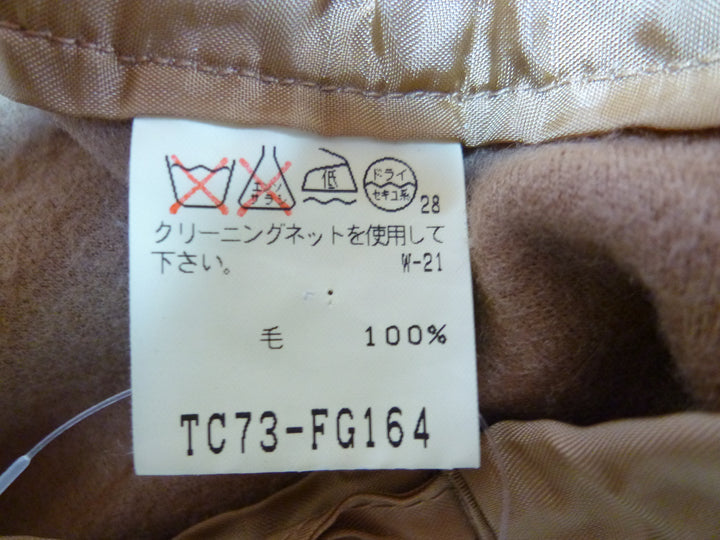 エンソ
サラシ
低
ドライ
セキユ系
28
クリーニングネットを使用して
下さい。
W-21
毛 100%
TC73-FG164